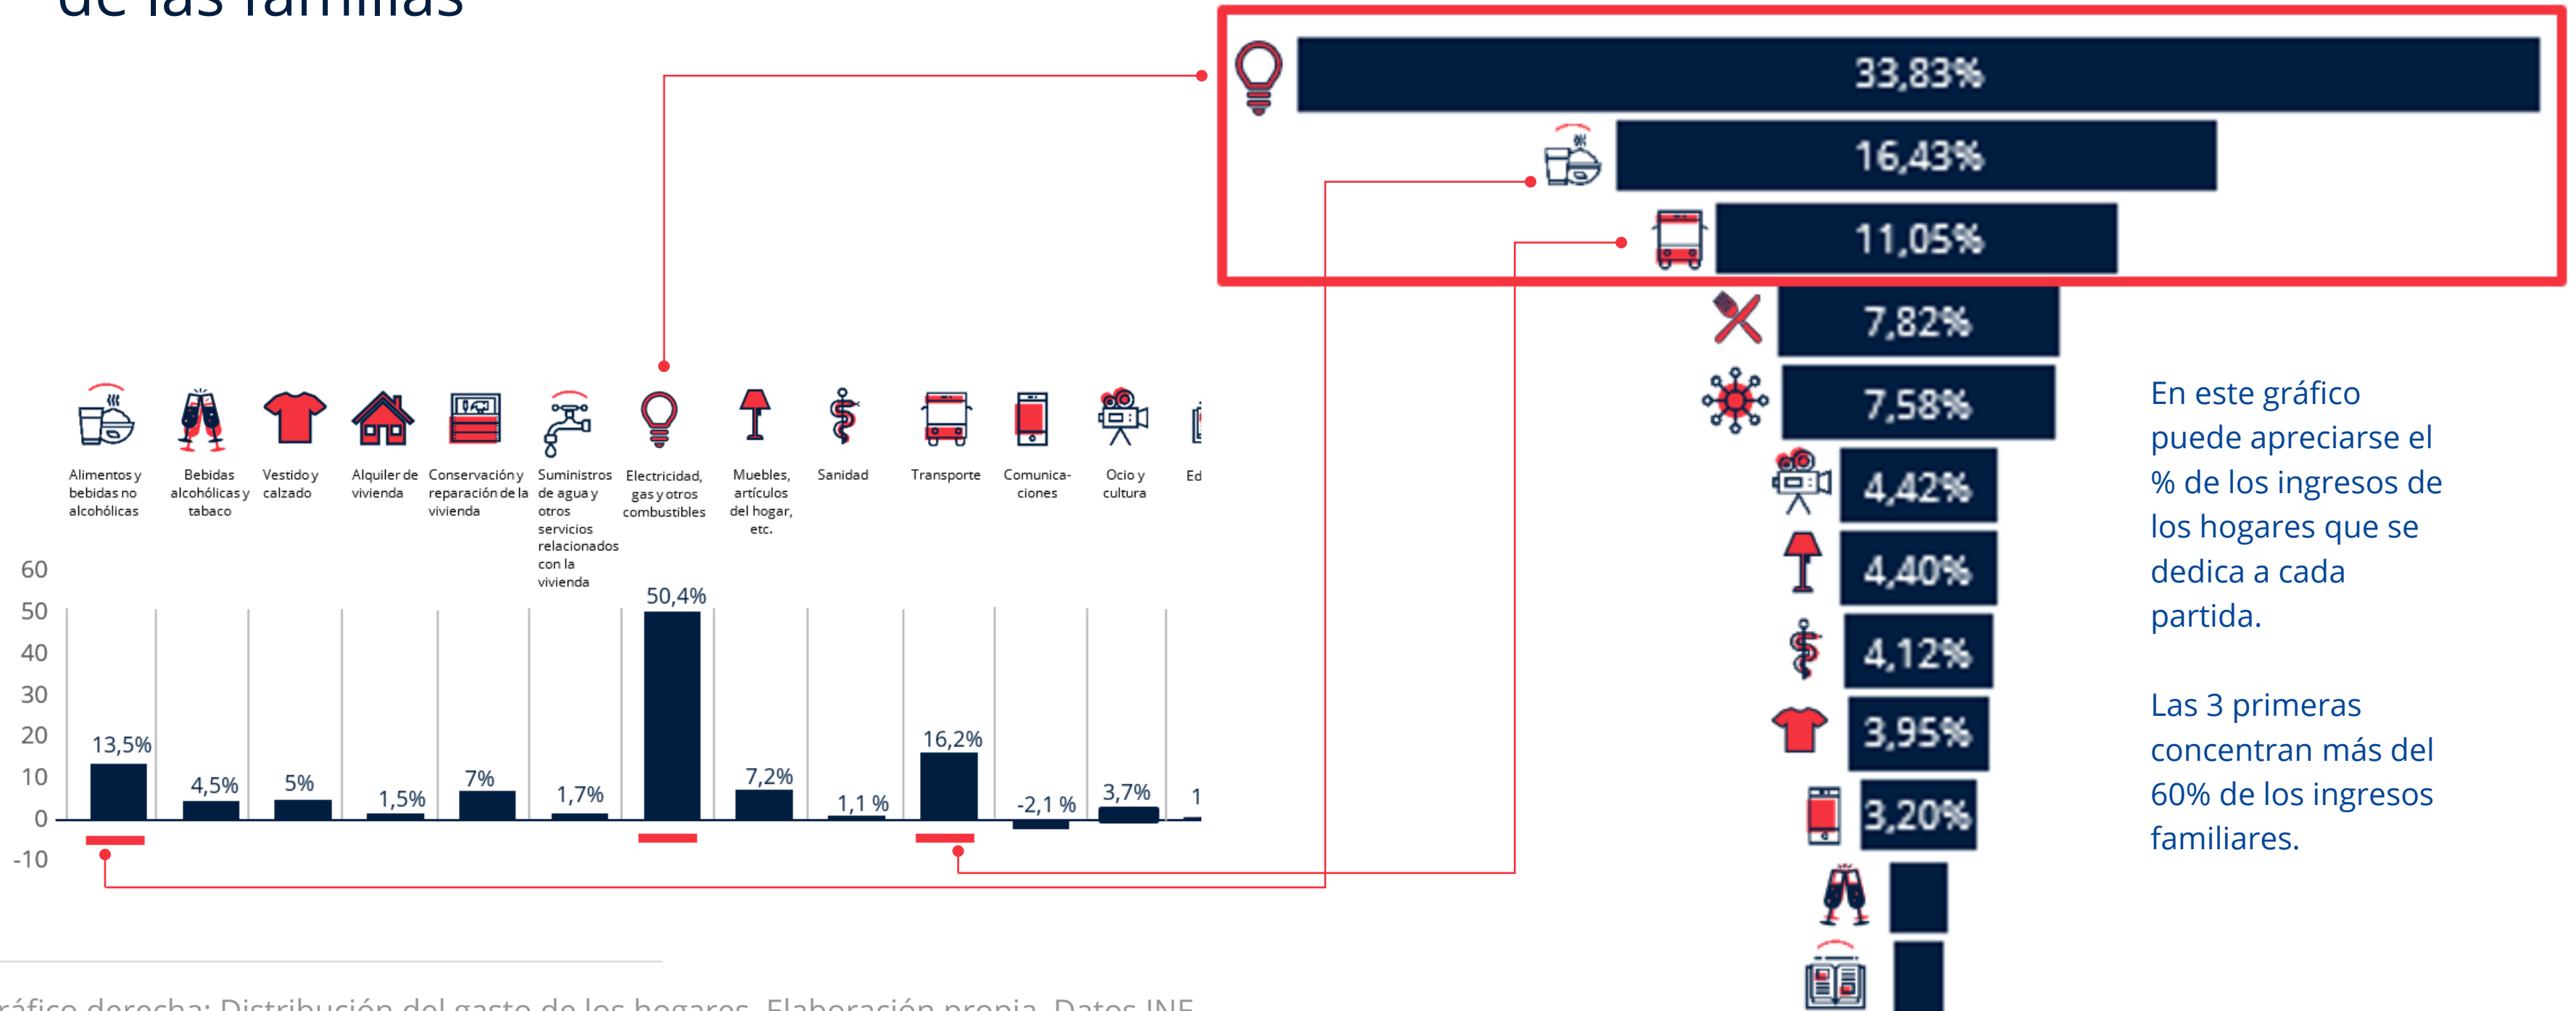 de las familias
33,83%
16,43%
11,05%
7,82%
7,58%
4,42%
4,40%
4,12%
3,95%
3,20%
En este gráfico
puede apreciarse el
% de los ingresos de
los hogares que se
dedica a cada
partida.
Las 3 primeras
concentran más del
60% de los ingresos
familiares.
Alimentos y
bebidas no
alcohólicas
Bebidas
alcohólicas y
tabaco
Vestido y
calzado
Alquiler de
vivienda
Conservación y
reparación de la
vivienda
Suministros
de agua y
otros
servicios
relacionados
con la
vivienda
Electricidad,
gas y otros
combustibles
Muebles,
artículos
del hogar,
etc.
Sanidad
Transporte
Comunica-
ciones
Ocio y
cultura
Ed
60
50
40
30
20
10
0
-10
13,5%
4,5%
5%
1,5%
7%
1,7%
50,4%
7,2%
1,1 %
16,2%
-2,1 %
3,7%
1
ráfico derecha: Distribución del gasto de los hogares. Elaboración propia. Datos INE